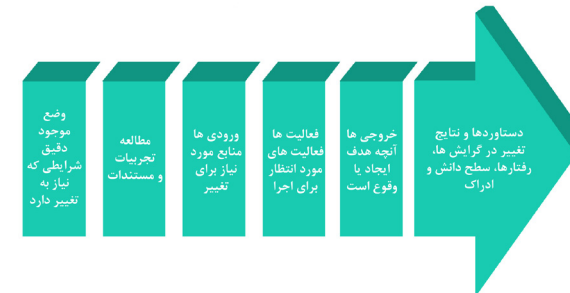 وضع
موجود
دقیق
شرایطی که
نیاز به
تغییر دارد
مطالعه
تجربیات
و مستندات
ورودی ها
منابع مورد
نیاز برای
تغییر
فعالیت ها
فعالیت های
مورد انتظار
برای اجرا
خروجی ها
آنچه هدف
ایجاد یا
وقوع است
دستاوردها و نتایج
تغییر در گرایش ها،
رفتارها، سطح دانش و
ادراک